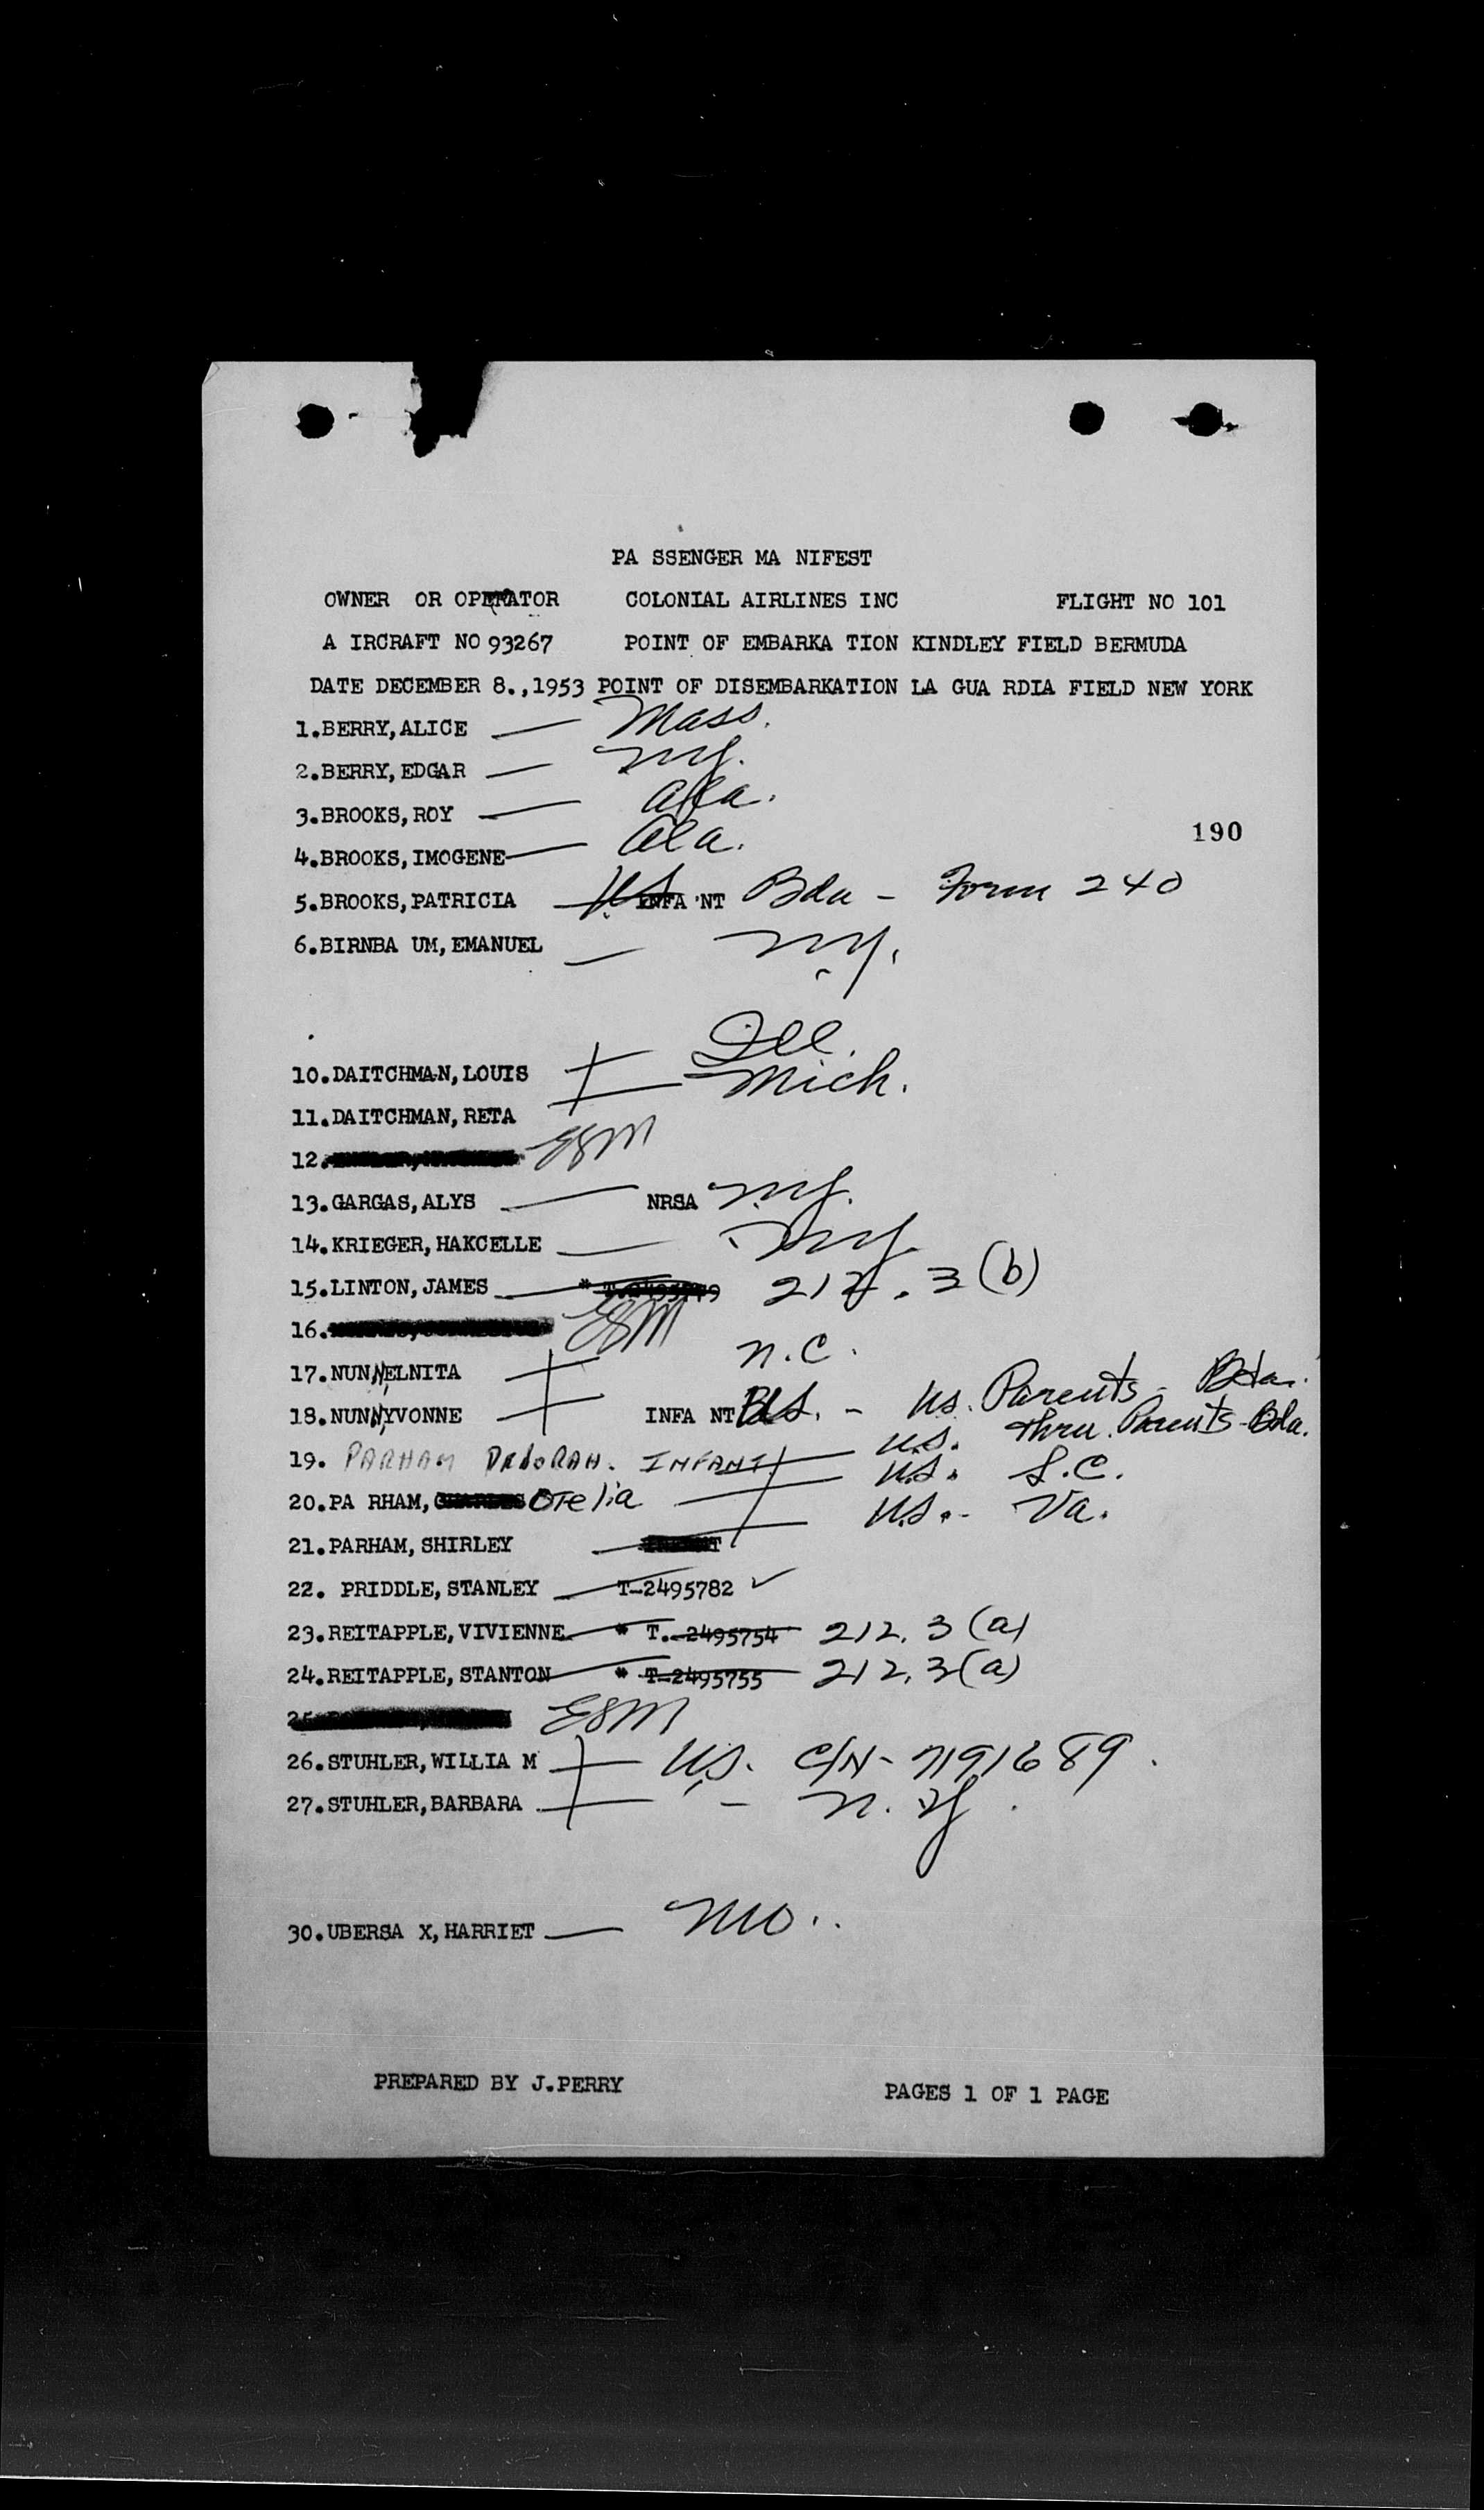 PA SSENGER MA NIFEST
OWNER OR OPERATOR COLONIAL AIRLINES INC FLIGHT NO 101
A IRCRAFT NO 93267 POINT OF EMBARKA TION KINDLEY FIELD BERMUDA
DATE DECEMBER 8.,1953 POINT OF DISEMBARKATION LA GUA RDIA FIELD NEW YORK
1.BERRY,ALICE — Mass.
2.BERRY,EDGAR — N.Y.
3.BROOKS,ROY — Ala.
190
4.BROOKS,IMOGENE — Ala.
5.BROOKS,PATRICIA — U.S. INFA NT Bda - Form 240
6.BIRNBA UM,EMANUEL — N.Y.
10.DAITCHMAN,LOUIS — Ill.
11.DAITCHMAN,RETA — Mich.
12. ESM
13.GARGAS,ALYS — NRSA N.Y.
14.KRIEGER,HAKCELLE — N.Y.
15.LINTON,JAMES — * 212.3(b)
16. ESM
17.NUNN,ELNITA — N.C.
18.NUNN,YVONNE — INFA NT U.S. - U.S. Parents - Bda.
19. PARHAM DEBORAH. INFANT — U.S. thru Parents-Bda.
20.PA RHAM, OTelia — U.S. S.C.
21.PARHAM,SHIRLEY — U.S. - Va.
22. PRIDDLE,STANLEY — T-2495782 ✓
23.REITAPPLE,VIVIENNE — * T.-2495754 212.3(a)
24.REITAPPLE,STANTON — * T-2495755 212.3(a)
25 ESM
26.STUHLER,WILLIA M — U.S. C/N-7191689.
27.STUHLER,BARBARA — " - N.Y.
30.UBERSA X,HARRIET — Mo..
PREPARED BY J.PERRY PAGES 1 OF 1 PAGE